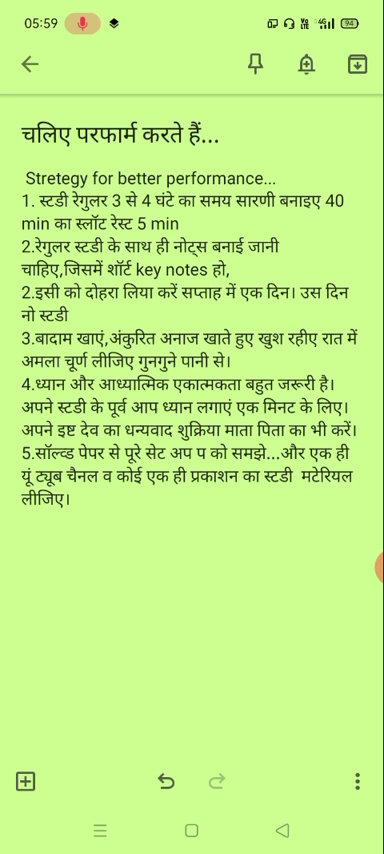 05:59
94
चलिए परफार्म करते हैं...
Stretegy for better performance...
1. स्टडी रेगुलर 3 से 4 घंटे का समय सारणी बनाइए 40
min का स्लॉट रेस्ट 5 min
2.रेगुलर स्टडी के साथ ही नोट्स बनाई जानी
चाहिए,जिसमें शॉर्ट key notes हो,
2.इसी को दोहरा लिया करें सप्ताह में एक दिन। उस दिन
नो स्टडी
3.बादाम खाएं,अंकुरित अनाज खाते हुए खुश रहीए रात में
अमला चूर्ण लीजिए गुनगुने पानी से।
4.ध्यान और आध्यात्मिक एकात्मकता बहुत जरूरी है।
अपने स्टडी के पूर्व आप ध्यान लगाएं एक मिनट के लिए।
अपने इष्ट देव का धन्यवाद शुक्रिया माता पिता का भी करें।
5.सॉल्व्ड पेपर से पूरे सेट अप प को समझे...और एक ही
यूं ट्यूब चैनल व कोई एक ही प्रकाशन का स्टडी मटेरियल
लीजिए।